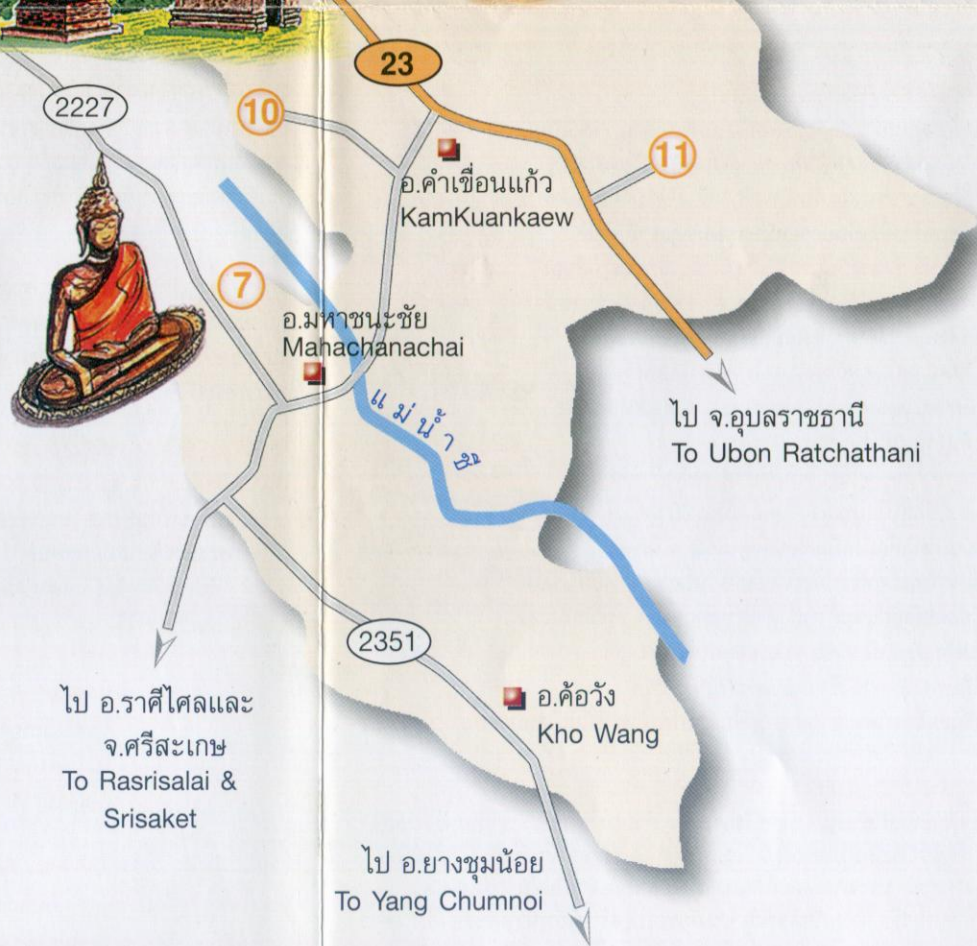 23
2227
10
11
อ.คำเขื่อนแก้ว
KamKuankaew
7
อ.มหาชนะชัย
Mahachanachai
แม่น้ำชี
ไป จ.อุบลราชธานี
To Ubon Ratchathani
2351
ไป อ.ราศีไศลและ
จ.ศรีสะเกษ
To Rasrisalai &
Srisaket
อ.ค้อวัง
Kho Wang
ไป อ.ยางชุมน้อย
To Yang Chumnoi